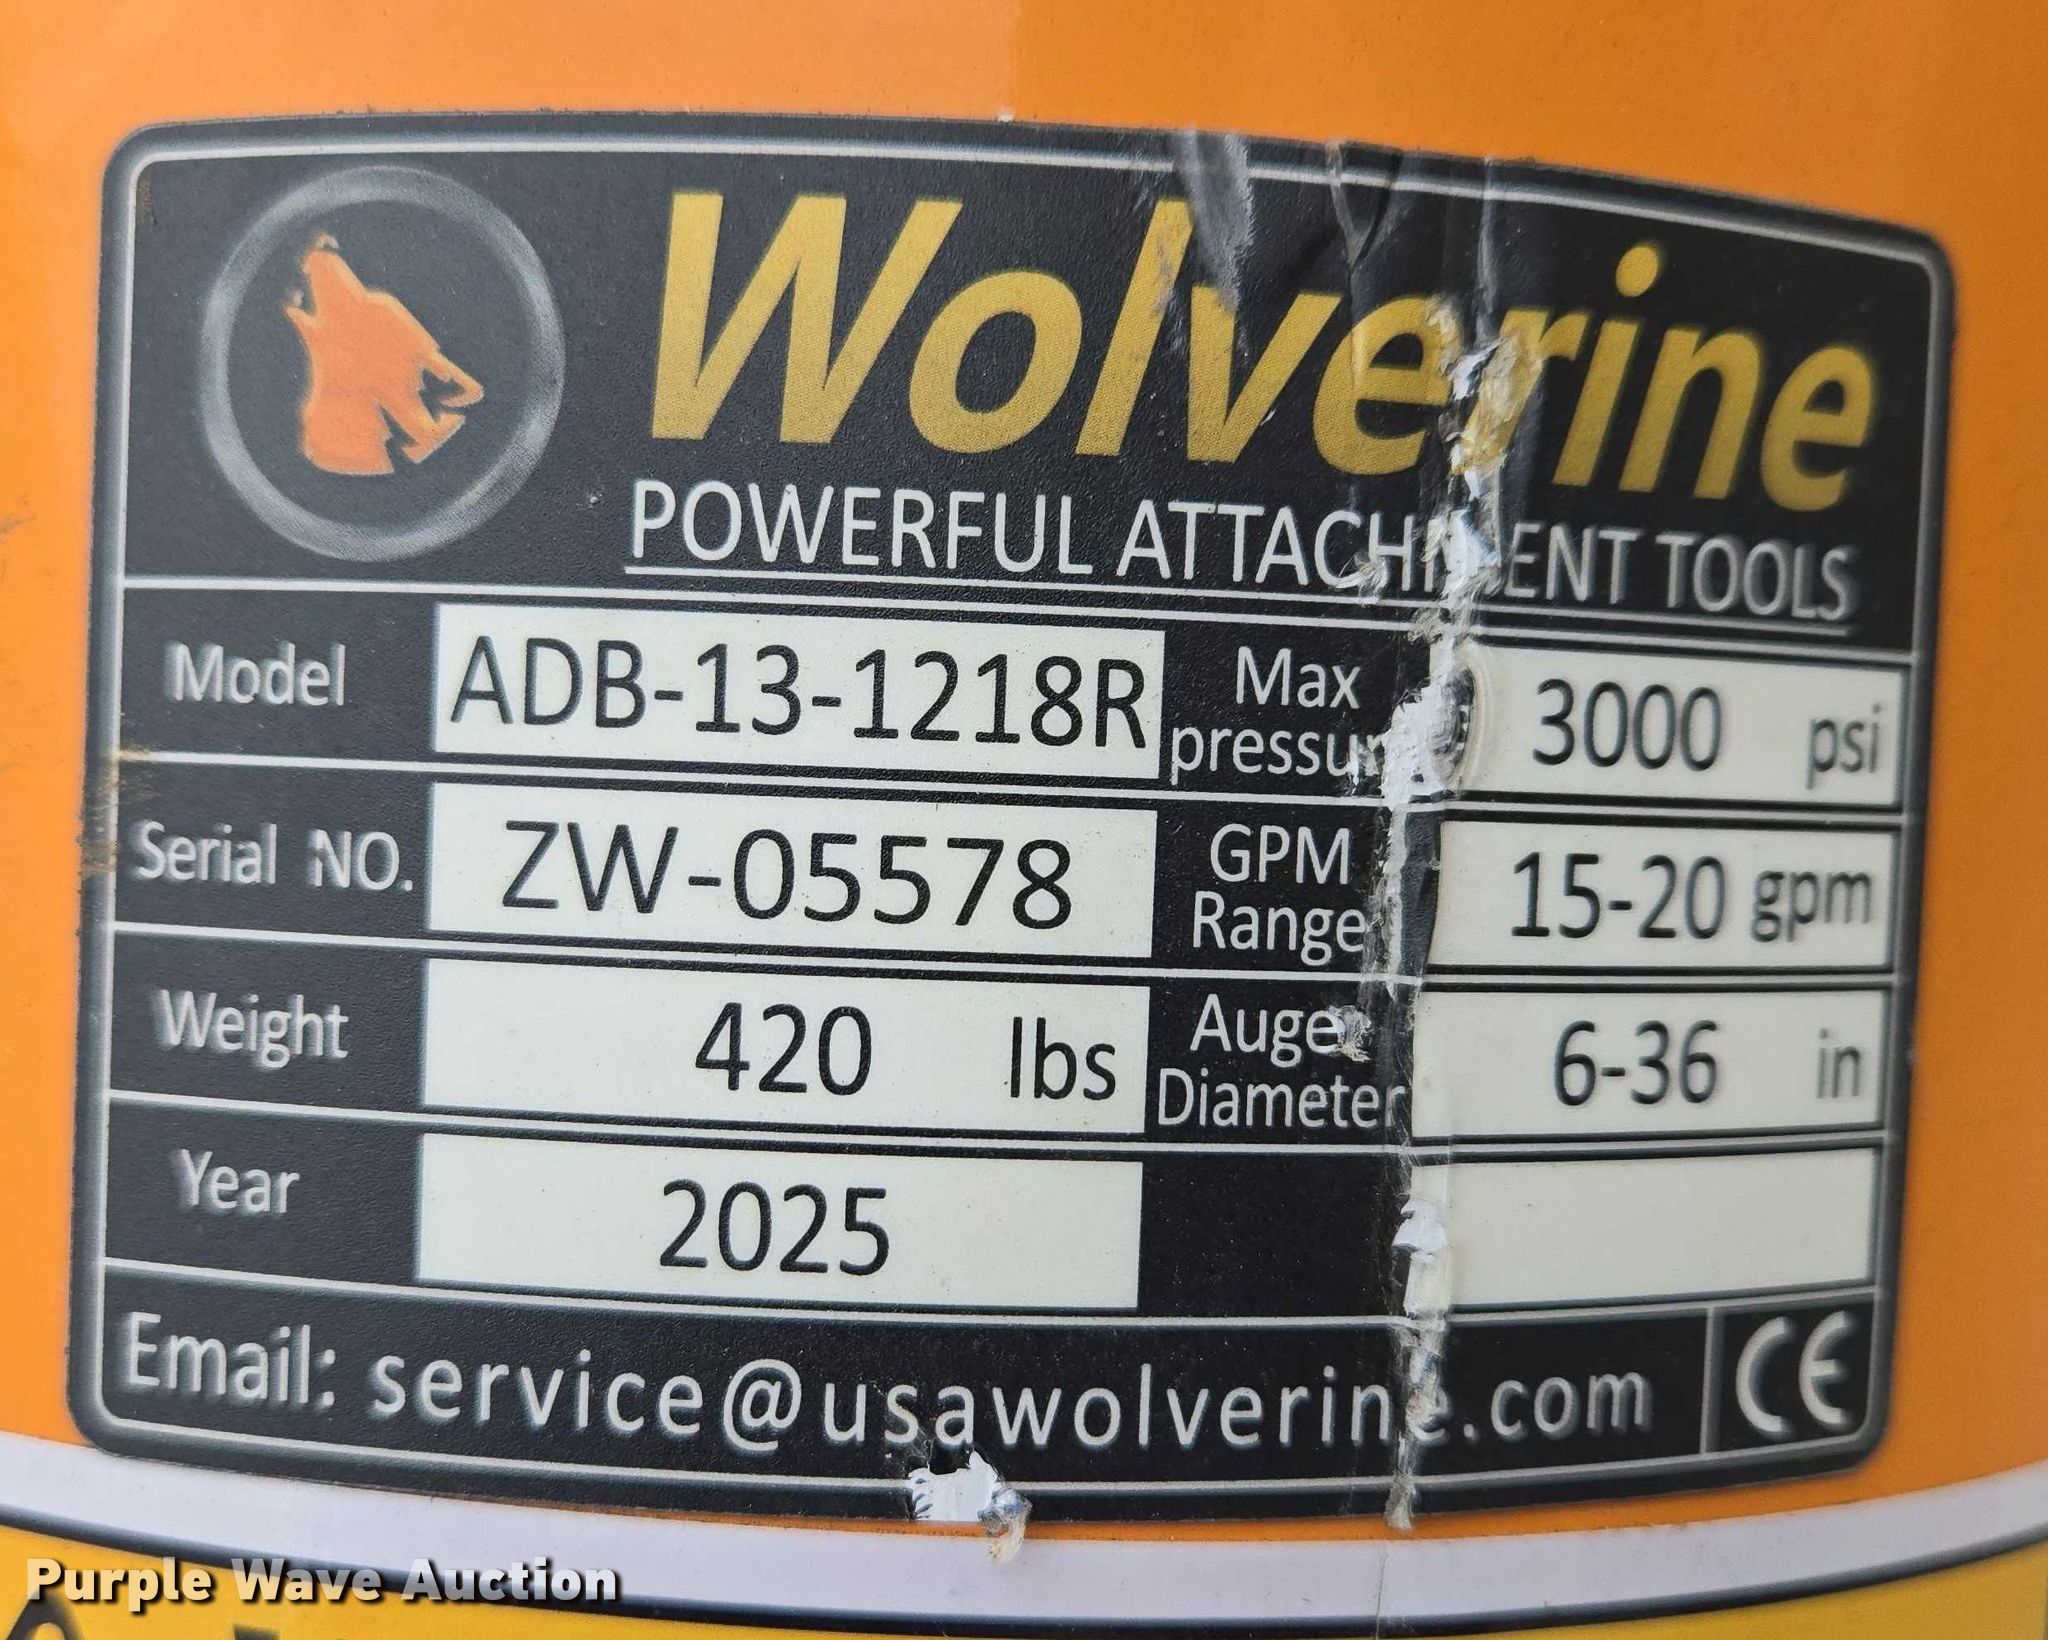 Wolverine
POWERFUL ATTACHMENT TOOLS
Model ADB-13-1218R Max pressure 3000 psi
Serial NO. ZW-05578 GPM Range 15-20 gpm
Weight 420 lbs Auger Diameter 6-36 in
Year 2025
Email: service@usawolverine.com CE
Purple Wave Auction